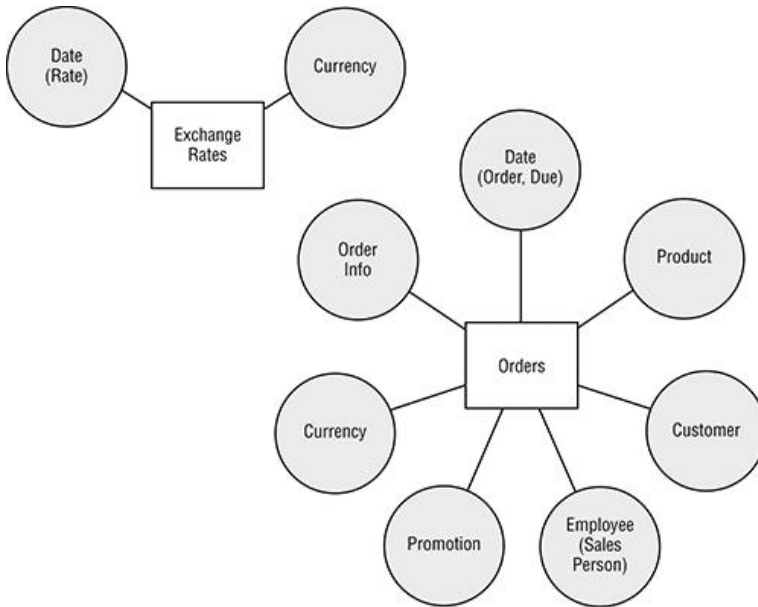 Date
(Rate)
Currency
Exchange
Rates
Date
(Order, Due)
Order
Info
Product
Orders
Currency
Customer
Promotion
Employee
(Sales
Person)